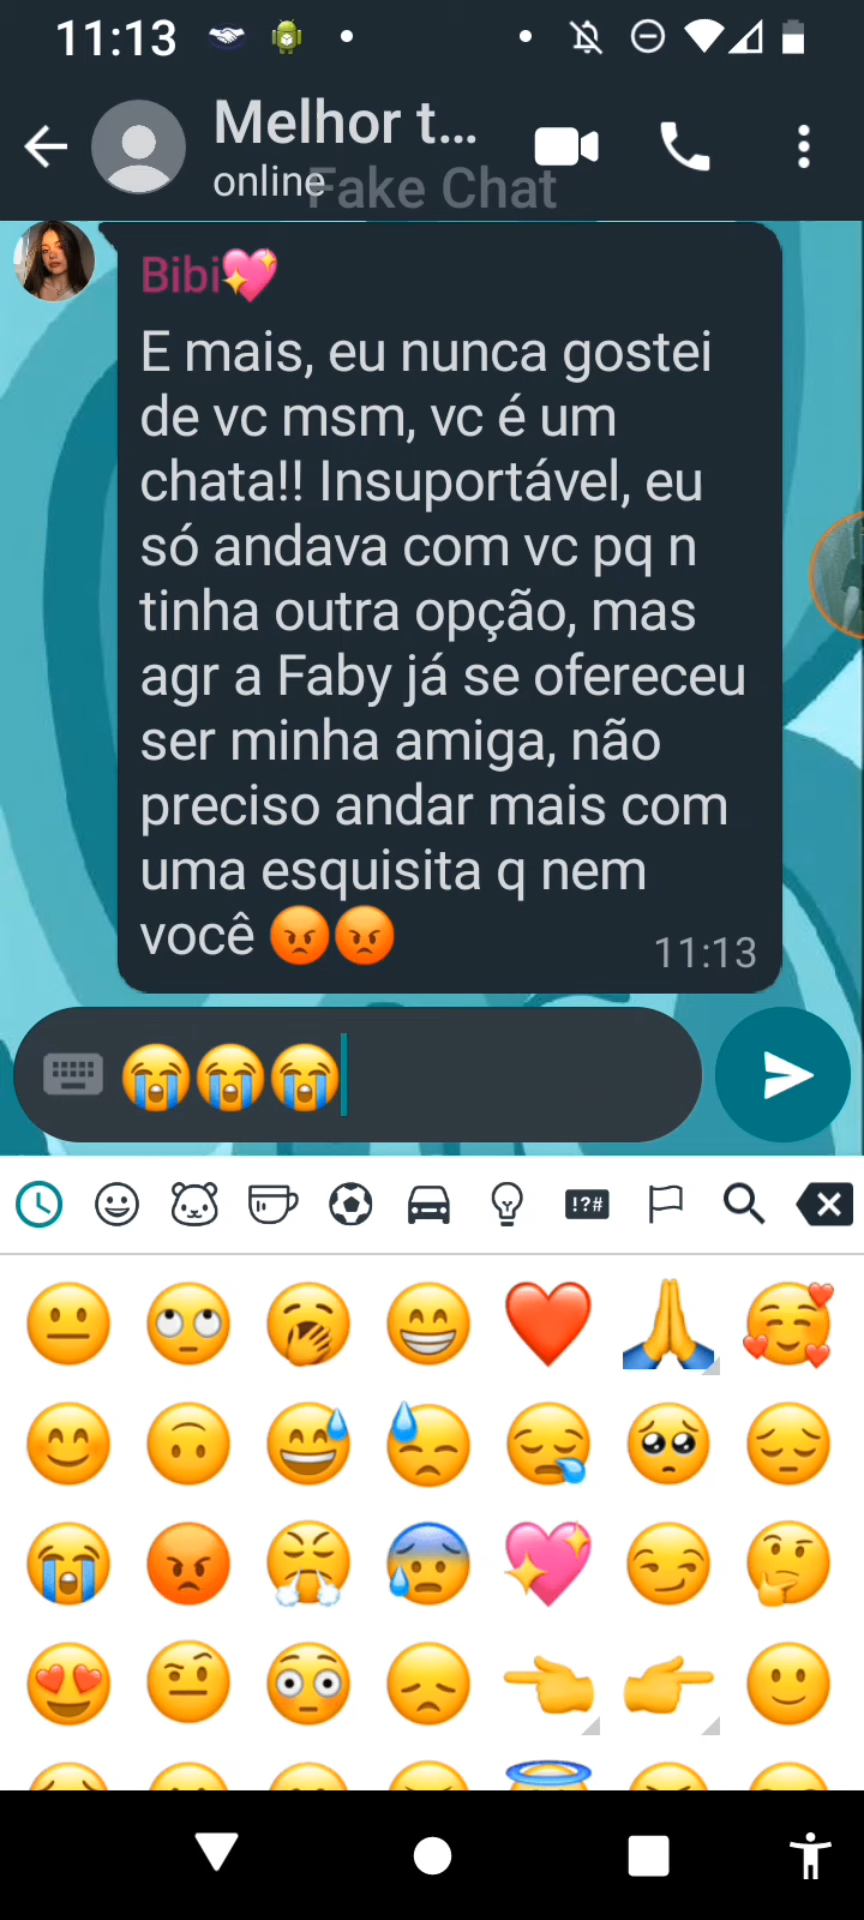 11:13
Melhor t...
online
Fake Chat
Bibi💖
E mais, eu nunca gostei
de vc msm, vc é um
chata!! Insuportável, eu
só andava com vc pq n
tinha outra opção, mas
agr a Faby já se ofereceu
ser minha amiga, não
preciso andar mais com
uma esquisita q nem
você 😡😡
11:13
😭😭😭
!?#